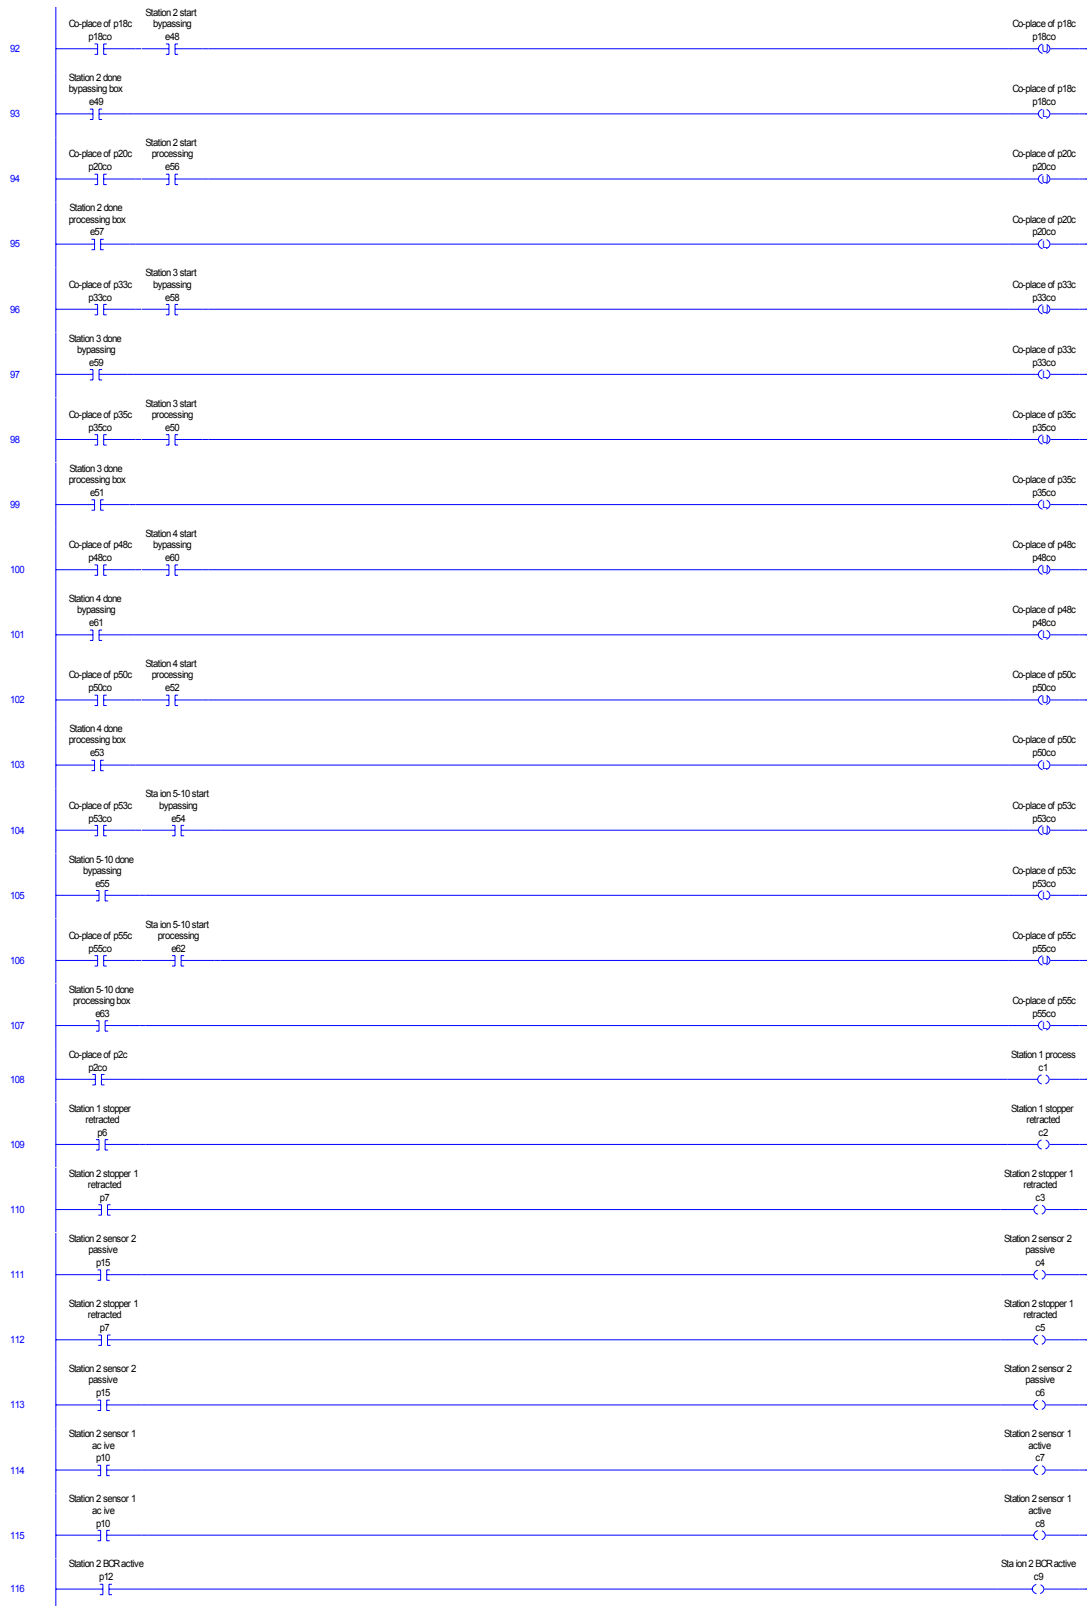 Station 2 start
Co-place of p18c bypassing Co-place of p18c
p18co e48 p18co
92 U
Station 2 done
bypassing box Co-place of p18c
e49 p18co
93 L
Station 2 start
Co-place of p20c processing Co-place of p20c
p20co e56 p20co
94 U
Station 2 done
processing box Co-place of p20c
e57 p20co
95 L
Station 3 start
Co-place of p33c bypassing Co-place of p33c
p33co e58 p33co
96 U
Station 3 done
bypassing Co-place of p33c
e59 p33co
97 L
Station 3 start
Co-place of p35c processing Co-place of p35c
p35co e50 p35co
98 U
Station 3 done
processing box Co-place of p35c
e51 p35co
99 L
Station 4 start
Co-place of p48c bypassing Co-place of p48c
p48co e60 p48co
100 U
Station 4 done
bypassing Co-place of p48c
e61 p48co
101 L
Station 4 start
Co-place of p50c processing Co-place of p50c
p50co e52 p50co
102 U
Station 4 done
processing box Co-place of p50c
e53 p50co
103 L
Sta ion 5-10 start
Co-place of p53c bypassing Co-place of p53c
p53co e54 p53co
104 U
Station 5-10 done
bypassing Co-place of p53c
e55 p53co
105 L
Sta ion 5-10 start
Co-place of p55c processing Co-place of p55c
p55co e62 p55co
106 U
Station 5-10 done
processing box Co-place of p55c
e63 p55co
107 L
Co-place of p2c Station 1 process
p2co c1
108
Station 1 stopper Station 1 stopper
retracted retracted
p6 c2
109
Station 2 stopper 1 Station 2 stopper 1
retracted retracted
p7 c3
110
Station 2 sensor 2 Station 2 sensor 2
passive passive
p15 c4
111
Station 2 stopper 1 Station 2 stopper 1
retracted retracted
p7 c5
112
Station 2 sensor 2 Station 2 sensor 2
passive passive
p15 c6
113
Station 2 sensor 1 Station 2 sensor 1
ac ive active
p10 c7
114
Station 2 sensor 1 Station 2 sensor 1
ac ive active
p10 c8
115
Station 2 BCR active Sta ion 2 BCR active
p12 c9
116